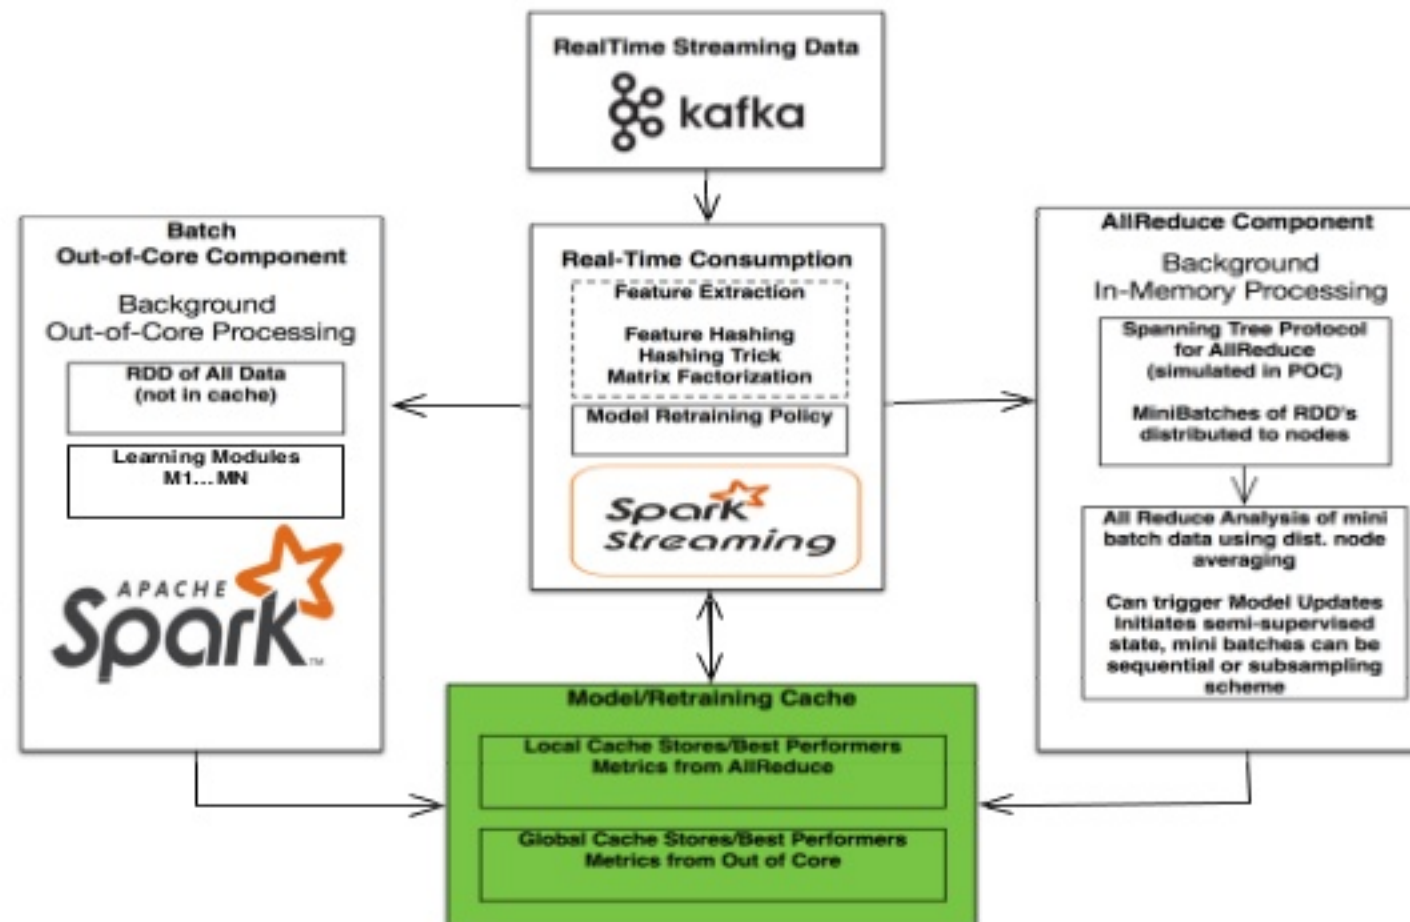 RealTime Streaming Data
kafka
Batch
Out-of-Core Component
Background
Out-of-Core Processing
RDD of All Data
(not in cache)
Learning Modules
M1...MN
APACHE
Spark™
Real-Time Consumption
Feature Extraction
Feature Hashing
Hashing Trick
Matrix Factorization
Model Retraining Policy
Spark
Streaming
AllReduce Component
Background
In-Memory Processing
Spanning Tree Protocol
for AllReduce
(simulated in POC)
MiniBatches of RDD's
distributed to nodes
All Reduce Analysis of mini
batch data using dist. node
averaging
Can trigger Model Updates
Initiates semi-supervised
state, mini batches can be
sequential or subsampling
scheme
Model/Retraining Cache
Local Cache Stores/Best Performers
Metrics from AllReduce
Global Cache Stores/Best Performers
Metrics from Out of Core